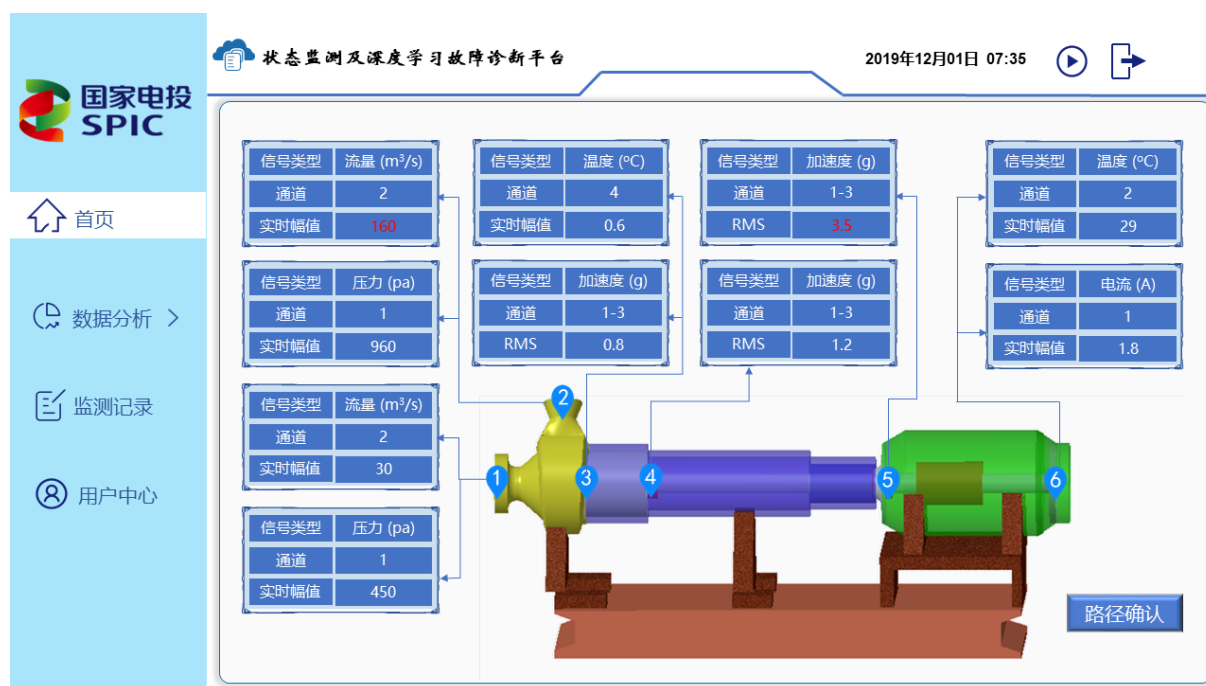 状态监测及深度学习故障诊断平台
2019年12月01日 07:35
国家电投
SPIC
首页
数据分析
监测记录
用户中心
信号类型 流量 (m³/s)
通道 2
实时幅值 160
信号类型 压力 (pa)
通道 1
实时幅值 960
信号类型 流量 (m³/s)
通道 2
实时幅值 30
信号类型 压力 (pa)
通道 1
实时幅值 450
信号类型 温度 (ºC)
通道 4
实时幅值 0.6
信号类型 加速度 (g)
通道 1-3
RMS 0.8
信号类型 加速度 (g)
通道 1-3
RMS 3.5
信号类型 加速度 (g)
通道 1-3
RMS 1.2
信号类型 温度 (ºC)
通道 2
实时幅值 29
信号类型 电流 (A)
通道 1
实时幅值 1.8
2
1 3 4 5 6
路径确认